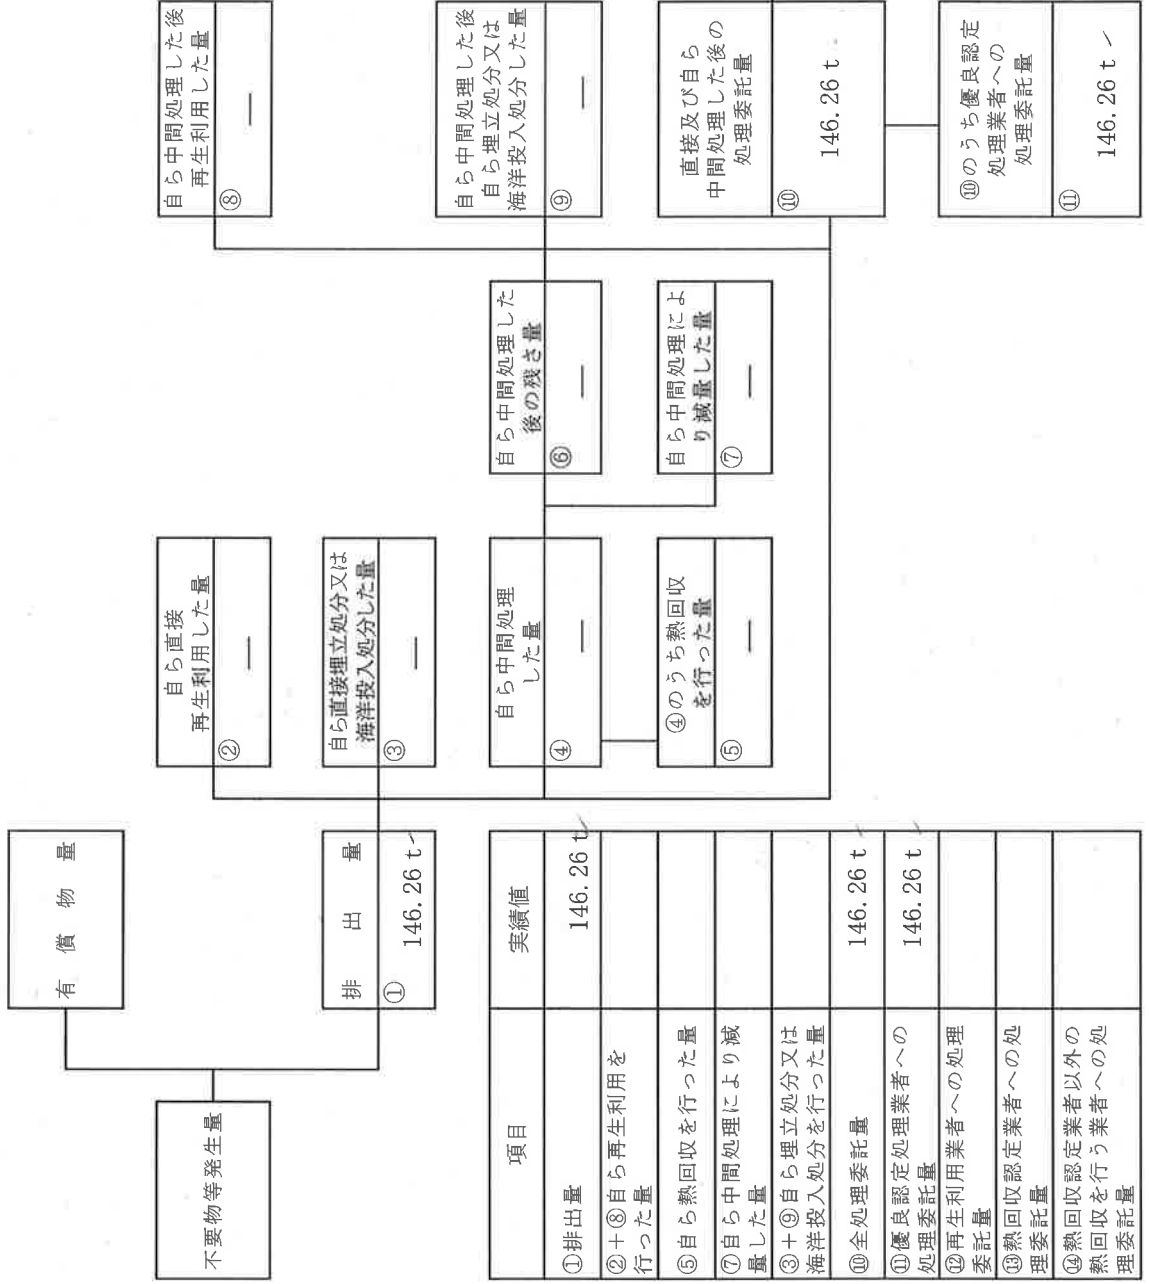 不要物等発生量
有償物量
排出量
①
146.26 t
自ら直接
再生利用した量
②
―
自ら直接埋立処分又は
海洋投入処分した量
③
―
自ら中間処理
した量
④
―
④のうち熱回収
を行った量
⑤
―
自ら中間処理した
後の残さ量
⑥
―
自ら中間処理によ
り減量した量
⑦
―
自ら中間処理した後
再生利用した量
⑧
―
自ら中間処理した後
自ら埋立処分又は
海洋投入処分した量
⑨
―
直接及び自ら
中間処理した後の
処理委託量
⑩
146.26 t
⑩のうち優良認定
処理業者への
処理委託量
⑪
146.26 t
項目 実績値
①排出量 146.26 t
②＋⑧自ら再生利用を
行った量
⑤自ら熱回収を行った量
⑦自ら中間処理により減
量した量
③＋⑨自ら埋立処分又は
海洋投入処分を行った量
⑩全処理委託量 146.26 t
⑪優良認定処理業者への
処理委託量 146.26 t
⑫再生利用業者への処理
委託量
⑬熱回収認定業者への処
理委託量
⑭熱回収認定業者以外の
熱回収を行う業者への処
理委託量